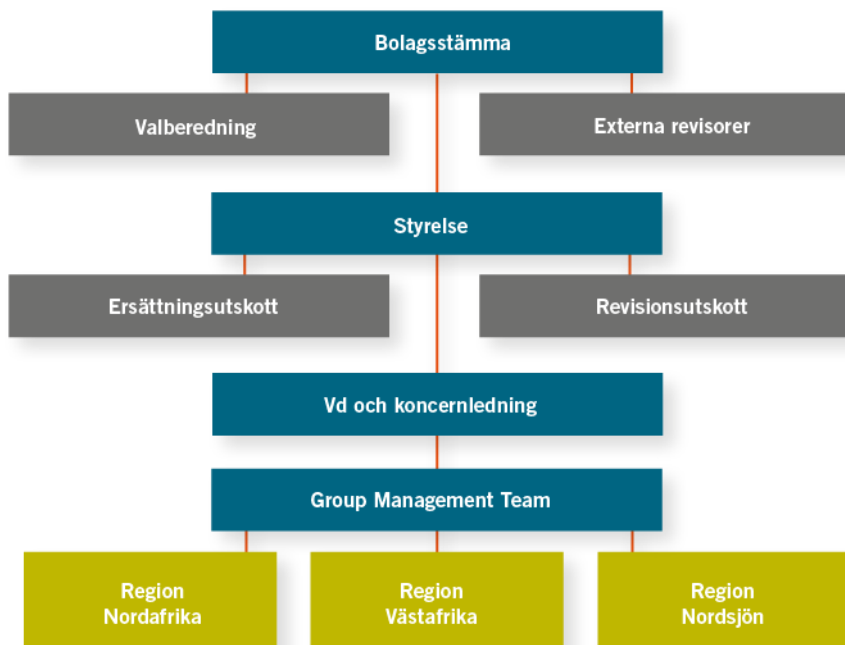 Bolagsstämma
Valberedning
Externa revisorer
Styrelse
Ersättningsutskott
Revisionsutskott
Vd och koncernledning
Group Management Team
Region
Nordafrika
Region
Västafrika
Region
Nordsjön